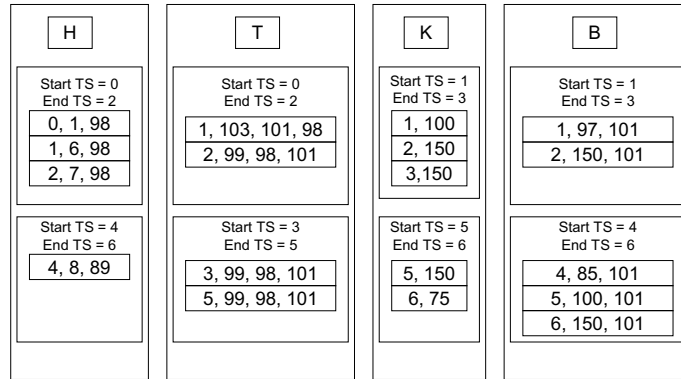 H
Start TS = 0
End TS = 2
0, 1, 98
1, 6, 98
2, 7, 98
Start TS = 4
End TS = 6
4, 8, 89
T
Start TS = 0
End TS = 2
1, 103, 101, 98
2, 99, 98, 101
Start TS = 3
End TS = 5
3, 99, 98, 101
5, 99, 98, 101
K
Start TS = 1
End TS = 3
1, 100
2, 150
3,150
Start TS = 5
End TS = 6
5, 150
6, 75
B
Start TS = 1
End TS = 3
1, 97, 101
2, 150, 101
Start TS = 4
End TS = 6
4, 85, 101
5, 100, 101
6, 150, 101